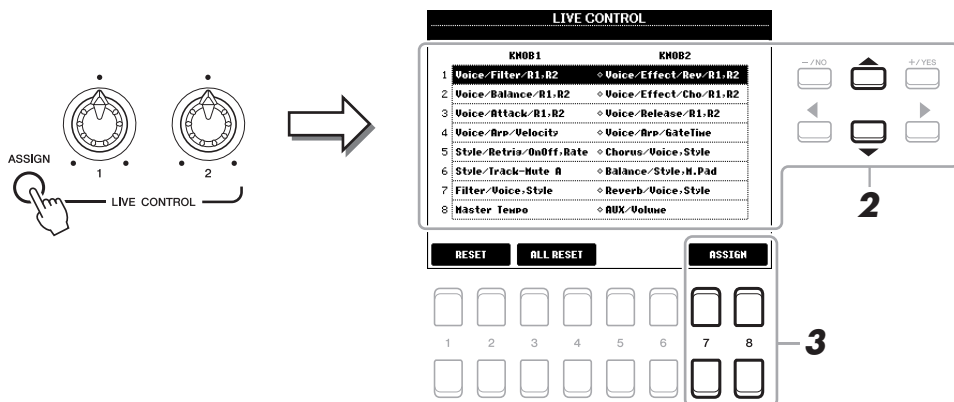 ASSIGN
1
2
LIVE CONTROL
LIVE CONTROL
KNOB1 KNOB2
1 Voice/Filter/R1,R2 ◇Voice/Effect/Rev/R1,R2
2 Voice/Balance/R1,R2 ◇Voice/Effect/Cho/R1,R2
3 Voice/Attack/R1,R2 ◇Voice/Release/R1,R2
4 Voice/Arp/Velocity ◇Voice/Arp/GateTime
5 Style/Retrig/OnOff,Rate ◇Chorus/Voice,Style
6 Style/Track-Mute A ◇Balance/Style,M.Pad
7 Filter/Voice,Style ◇Reverb/Voice,Style
8 Master Tempo ◇AUX/Volume
RESET ALL RESET ASSIGN
– / NO + / YES
2
1 2 3 4 5 6 7 8
3